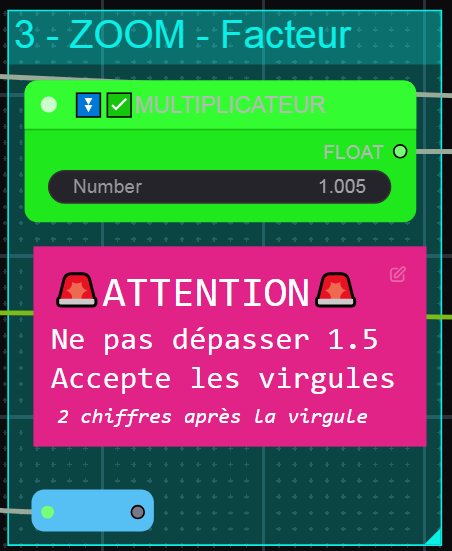 3 - ZOOM - Facteur
MULTIPLICATEUR
FLOAT
Number 1.005
🚨ATTENTION🚨
Ne pas dépasser 1.5
Accepte les virgules
2 chiffres après la virgule